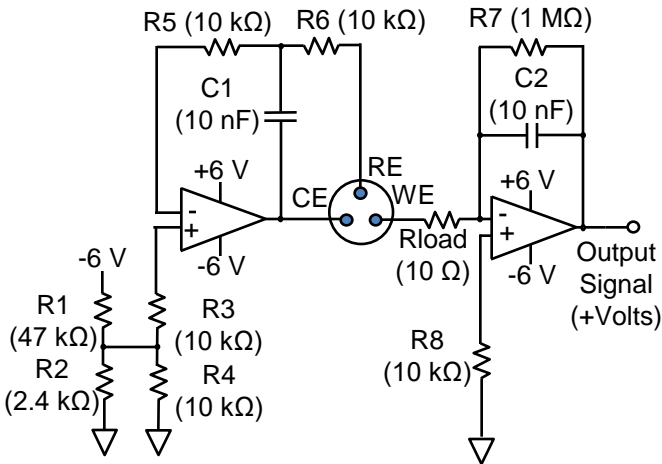 R5 (10 kΩ)
R6 (10 kΩ)
R7 (1 MΩ)
C1
(10 nF)
C2
(10 nF)
+6 V
-
+
-6 V
CE
RE
WE
Rload
(10 Ω)
+6 V
-
+
-6 V
Output
Signal
(+Volts)
-6 V
R1
(47 kΩ)
R3
(10 kΩ)
R2
(2.4 kΩ)
R4
(10 kΩ)
R8
(10 kΩ)